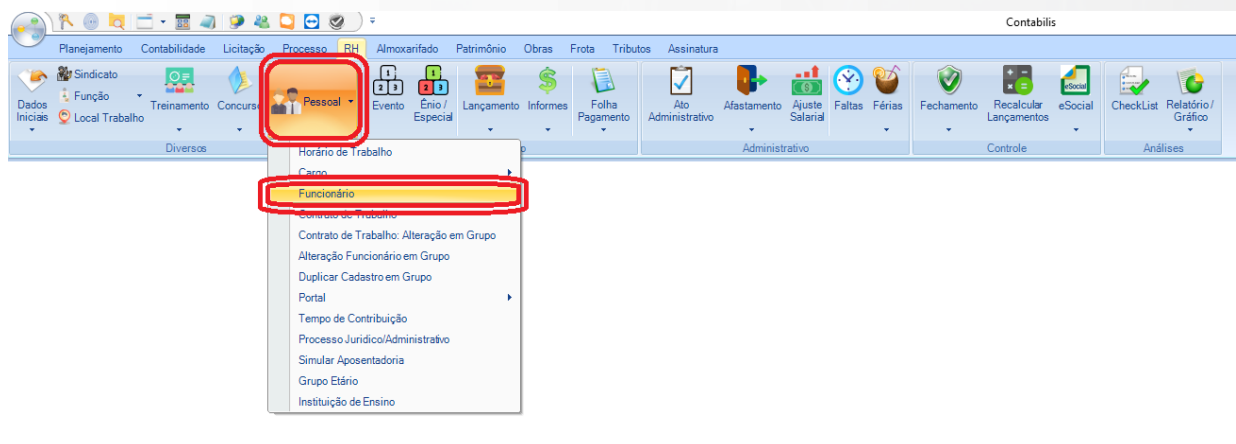 Contabilis
Planejamento Contabilidade Licitação Processo RH Almoxarifado Patrimônio Obras Frota Tributos Assinatura
Dados Iniciais
Sindicato
Função
Local Trabalho
Treinamento
Concurso
Pessoal
Evento
Ênio / Especial
Lançamento
Informes
Folha Pagamento
Ato Administrativo
Afastamento
Ajuste Salarial
Faltas
Férias
Fechamento
Recalcular Lançamentos
eSocial
CheckList
Relatório / Gráfico
Diversos
Administrativo
Controle
Análises
Horário de Trabalho
Cargo
Funcionário
Contrato de Trabalho
Contrato de Trabalho: Alteração em Grupo
Alteração Funcionário em Grupo
Duplicar Cadastro em Grupo
Portal
Tempo de Contribuição
Processo Juridico/Administrativo
Simular Aposentadoria
Grupo Etário
Instituição de Ensino